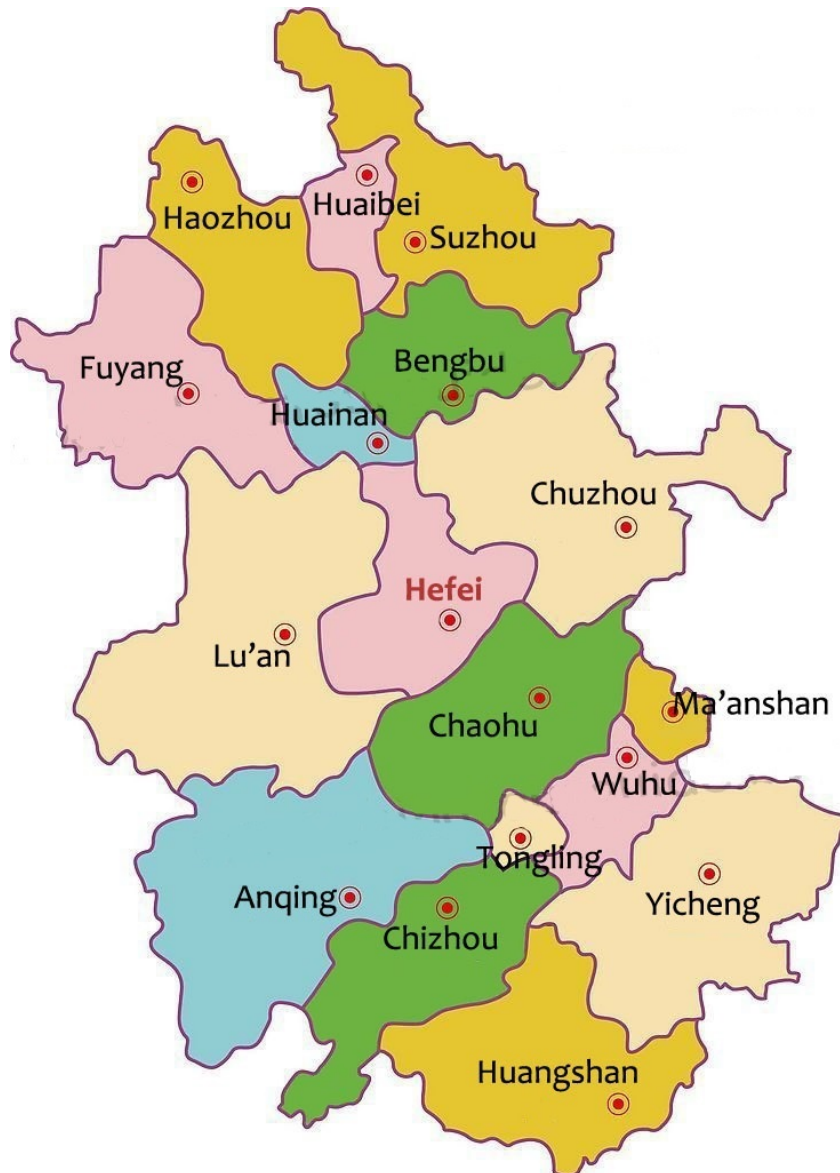 Haozhou
Huaibei
Suzhou
Fuyang
Bengbu
Huainan
Chuzhou
Hefei
Lu’an
Chaohu
Ma’anshan
Wuhu
Tongling
Anqing
Chizhou
Yicheng
Huangshan